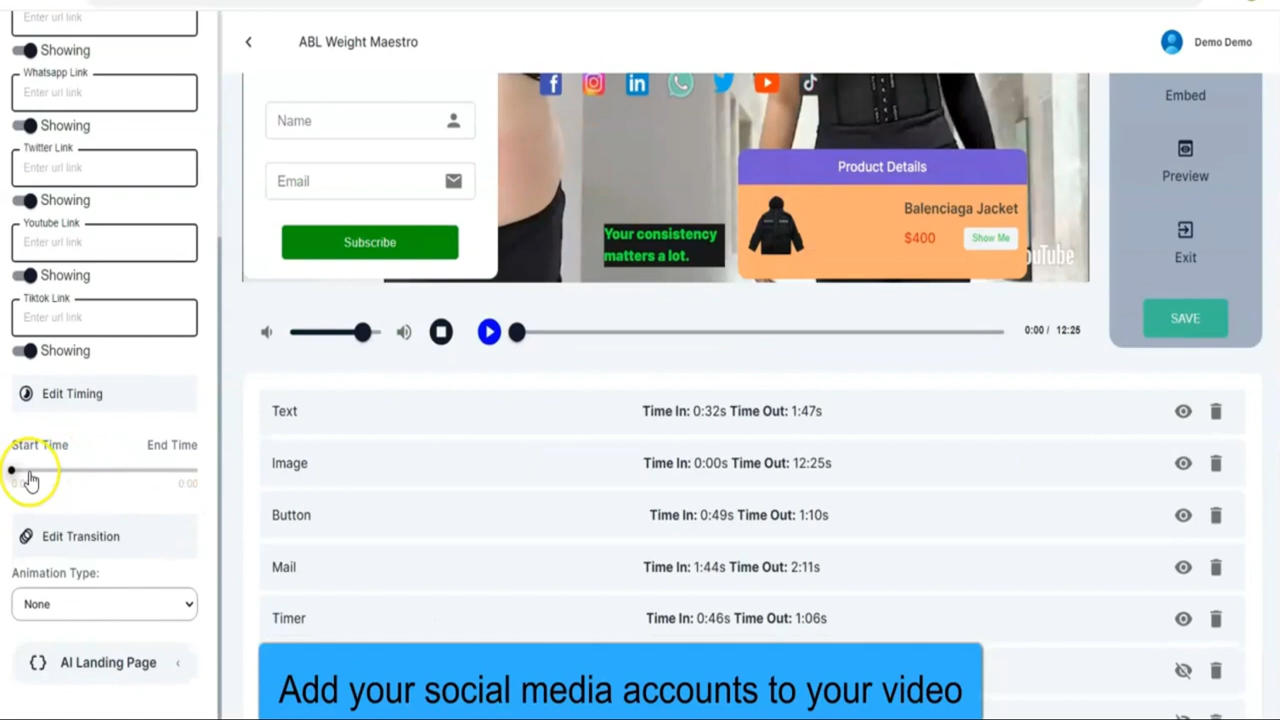 Enter url link
Showing
Whatsapp Link
Enter url link
Showing
Twitter Link
Enter url link
Showing
Youtube Link
Enter url link
Showing
Tiktok Link
Enter url link
Showing
Edit Timing
Start Time End Time
0:00
Edit Transition
Animation Type:
None
AI Landing Page
ABL Weight Maestro
Demo Demo
Name
Email
Subscribe
Your consistency
matters a lot.
Product Details
Balenciaga Jacket
$400 Show Me
Embed
Preview
Exit
SAVE
0:00 / 12:25
Text Time In: 0:32s Time Out: 1:47s
Image Time In: 0:00s Time Out: 12:25s
Button Time In: 0:49s Time Out: 1:10s
Mail Time In: 1:44s Time Out: 2:11s
Timer Time In: 0:46s Time Out: 1:06s
Add your social media accounts to your video